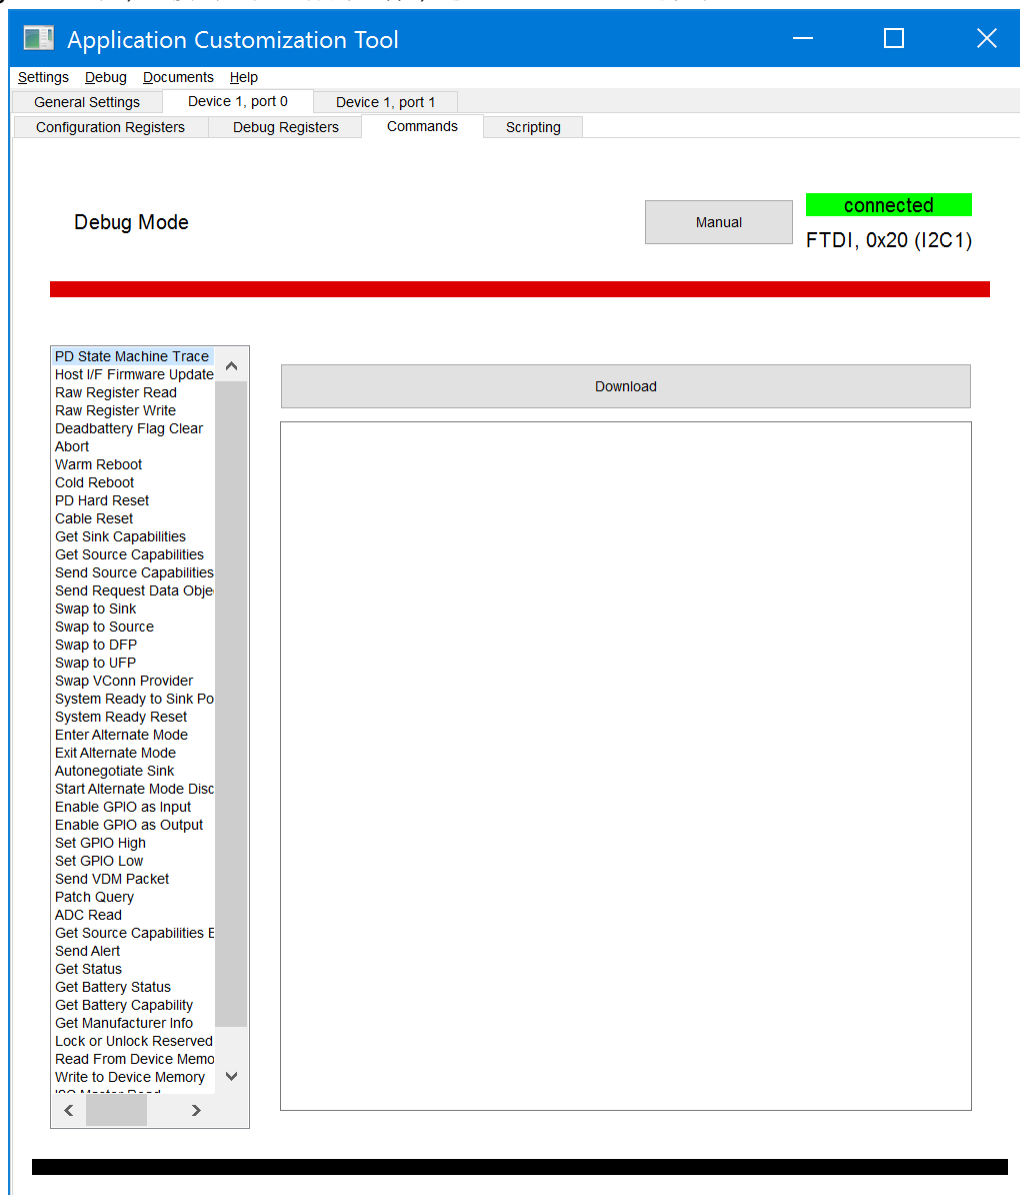 Application Customization Tool
Settings Debug Documents Help
General Settings Device 1, port 0 Device 1, port 1
Configuration Registers Debug Registers Commands Scripting
Debug Mode
Manual
connected
FTDI, 0x20 (I2C1)
PD State Machine Trace
Host I/F Firmware Update
Raw Register Read
Raw Register Write
Deadbattery Flag Clear
Abort
Warm Reboot
Cold Reboot
PD Hard Reset
Cable Reset
Get Sink Capabilities
Get Source Capabilities
Send Source Capabilities
Send Request Data Obje
Swap to Sink
Swap to Source
Swap to DFP
Swap to UFP
Swap VConn Provider
System Ready to Sink Po
System Ready Reset
Enter Alternate Mode
Exit Alternate Mode
Autonegotiate Sink
Start Alternate Mode Disc
Enable GPIO as Input
Enable GPIO as Output
Set GPIO High
Set GPIO Low
Send VDM Packet
Patch Query
ADC Read
Get Source Capabilities E
Send Alert
Get Status
Get Battery Status
Get Battery Capability
Get Manufacturer Info
Lock or Unlock Reserved
Read From Device Memo
Write to Device Memory
Download